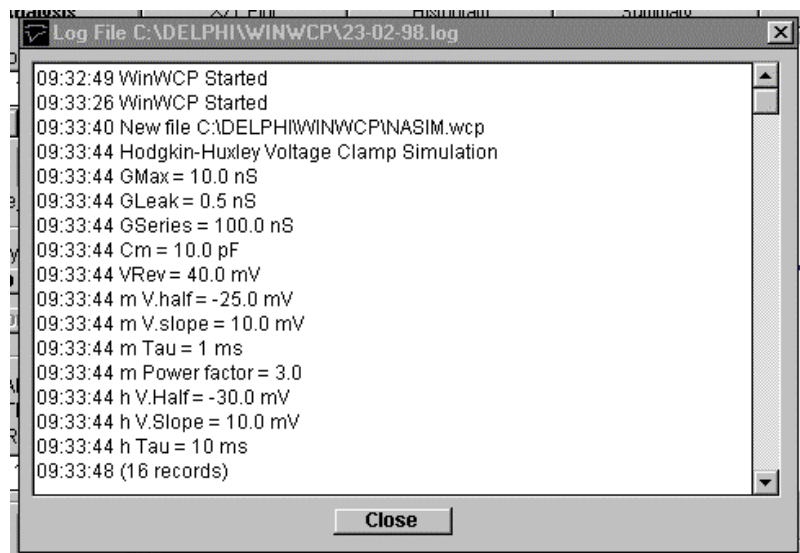 Log File C:\DELPHI\WINWCP\23-02-98.log
09:32:49 WinWCP Started
09:33:26 WinWCP Started
09:33:40 New file C:\DELPHI\WINWCP\NASIM.wcp
09:33:44 Hodgkin-Huxley Voltage Clamp Simulation
09:33:44 GMax = 10.0 nS
09:33:44 GLeak = 0.5 nS
09:33:44 GSeries = 100.0 nS
09:33:44 Cm = 10.0 pF
09:33:44 VRev = 40.0 mV
09:33:44 m V.half = -25.0 mV
09:33:44 m V.slope = 10.0 mV
09:33:44 m Tau = 1 ms
09:33:44 m Power factor = 3.0
09:33:44 h V.Half = -30.0 mV
09:33:44 h V.Slope = 10.0 mV
09:33:44 h Tau = 10 ms
09:33:48 (16 records)
Close